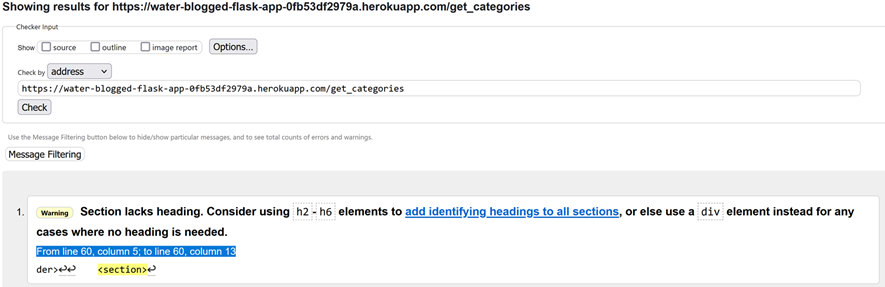 Showing results for https://water-blogged-flask-app-0fb53df2979a.herokuapp.com/get_categories
Checker Input
Show source outline image report Options...
Check by address
https://water-blogged-flask-app-0fb53df2979a.herokuapp.com/get_categories
Check
Use the Message Filtering button below to hide/show particular messages, and to see total counts of errors and warnings.
Message Filtering
1. Warning Section lacks heading. Consider using h2-h6 elements to add identifying headings to all sections, or else use a div element instead for any
cases where no heading is needed.
From line 60, column 5; to line 60, column 13
der>↩↩ <section>↩